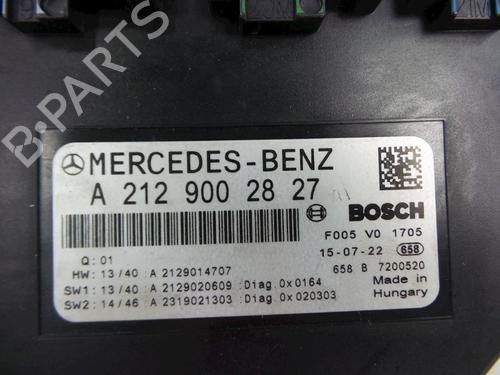 B-PARTS
MERCEDES-BENZ
A 212 900 28 27
BOSCH
F005 V0 1705
Q: 01
15-07-22 658
HW: 13/40 : A 2129014707
658 B 7200520
SW1: 13/40 : A 2129020609 :Diag.0x0164
Made in
SW2: 14/46 : A 2319021303 :Diag.0x020303
Hungary